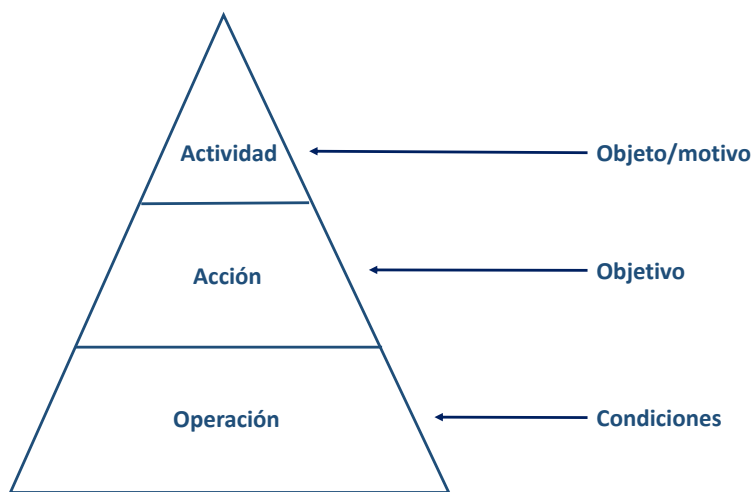 Actividad
Objeto/motivo
Acción
Objetivo
Operación
Condiciones